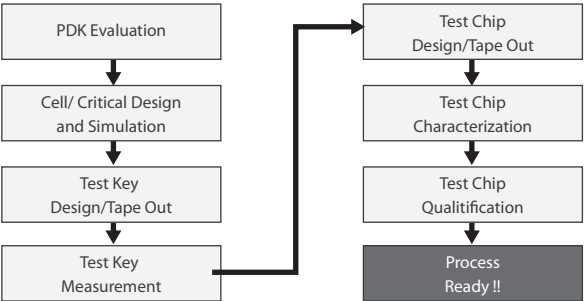 PDK Evaluation
Cell/ Critical Design
and Simulation
Test Key
Design/Tape Out
Test Key
Measurement
Test Chip
Design/Tape Out
Test Chip
Characterization
Test Chip
Qualitification
Process
Ready !!